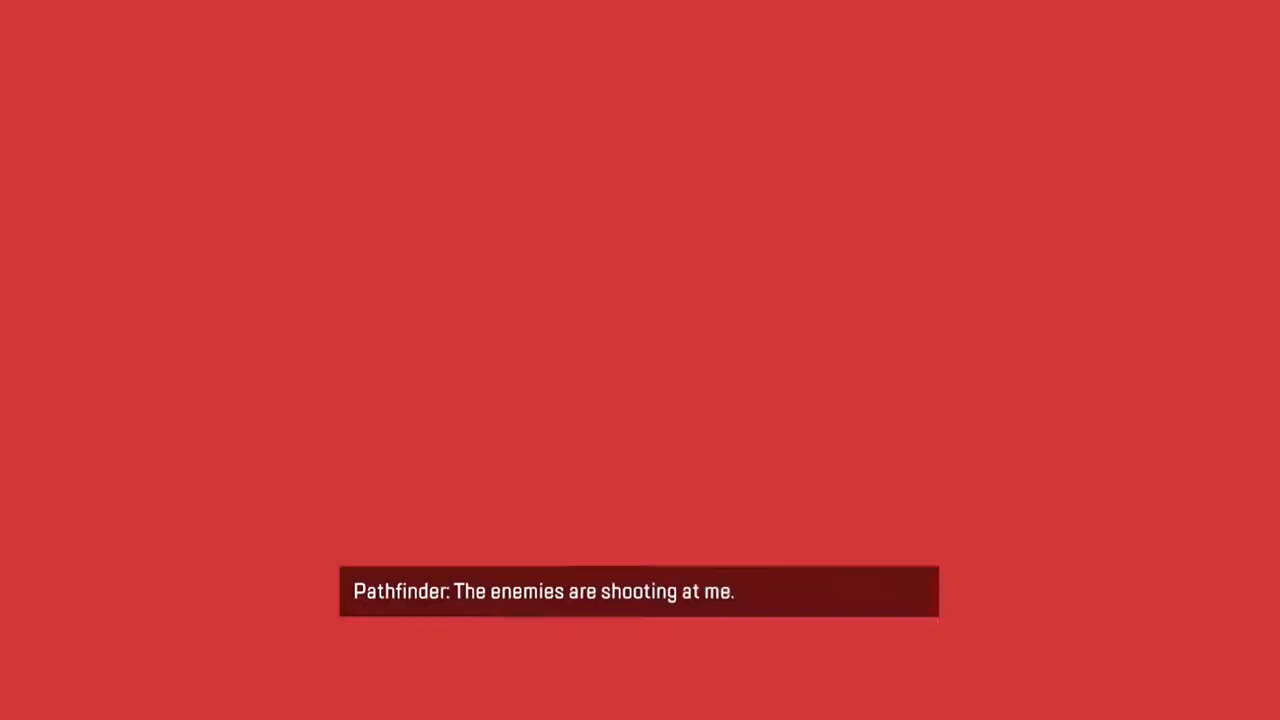 Pathfinder: The enemies are shooting at me.